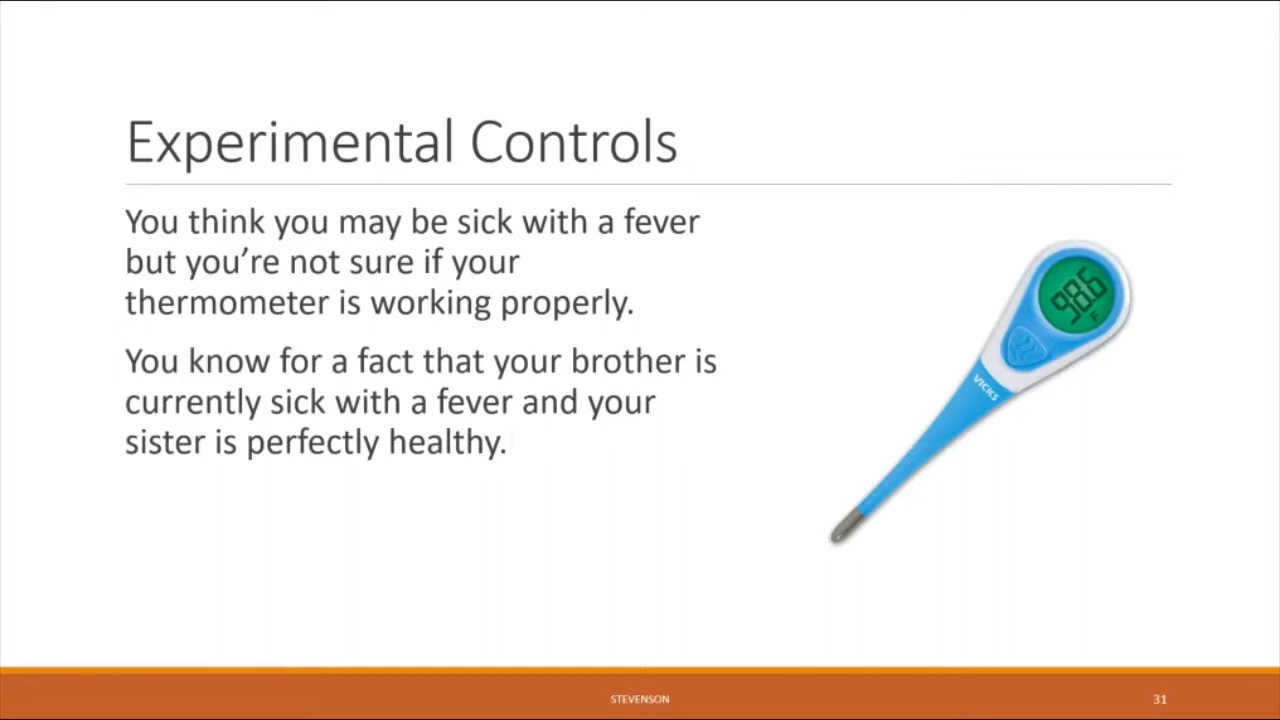 Experimental Controls
You think you may be sick with a fever
but you’re not sure if your
thermometer is working properly.
You know for a fact that your brother is
currently sick with a fever and your
sister is perfectly healthy.
98.6
°F
VICKS
STEVENSON
31